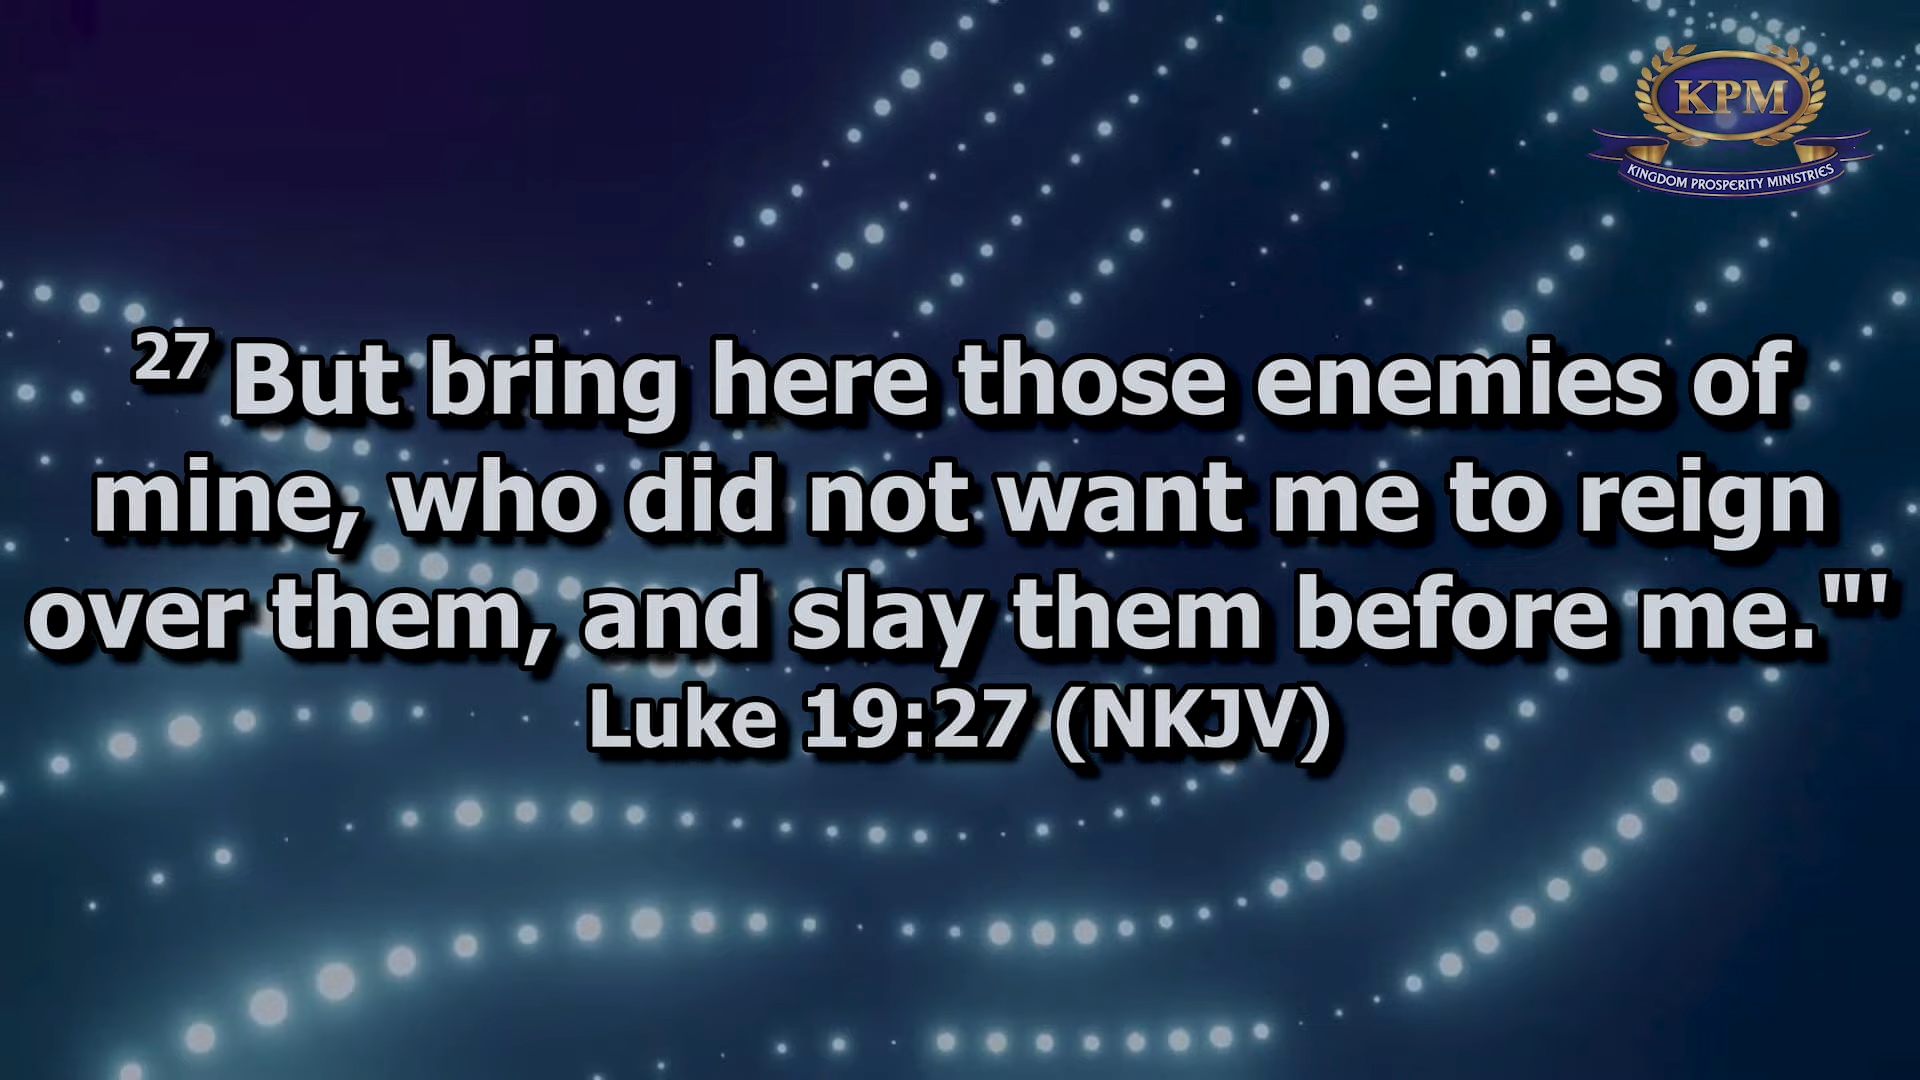 KPM
KINGDOM PROSPERITY MINISTRIES
27 But bring here those enemies of
mine, who did not want me to reign
over them, and slay them before me."'
Luke 19:27 (NKJV)